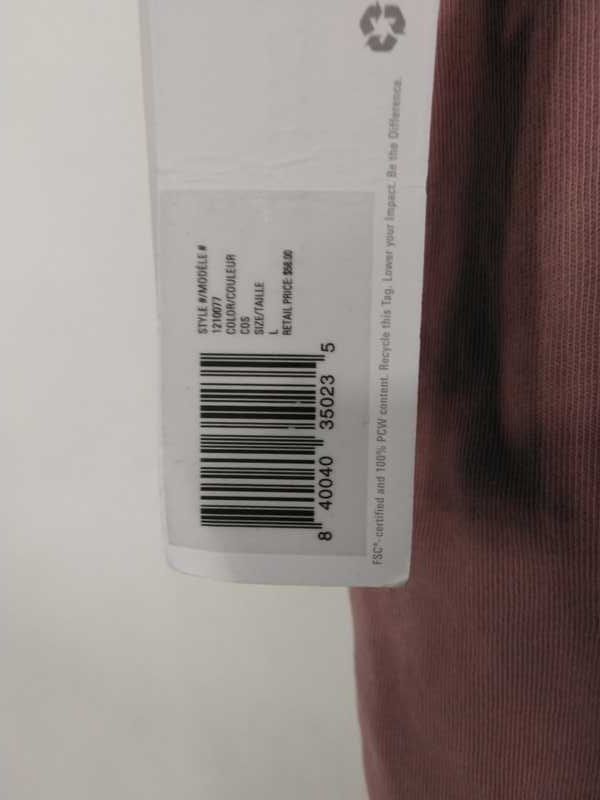 STYLE #/MODÈLE #
1210077
COLOR/COULEUR
COS
SIZE/TAILLE
L
RETAIL PRICE: $58.00
8 40040 35023 5
FSC®-certified and 100% PCW content. Recycle this Tag. Lower your Impact. Be the Difference.